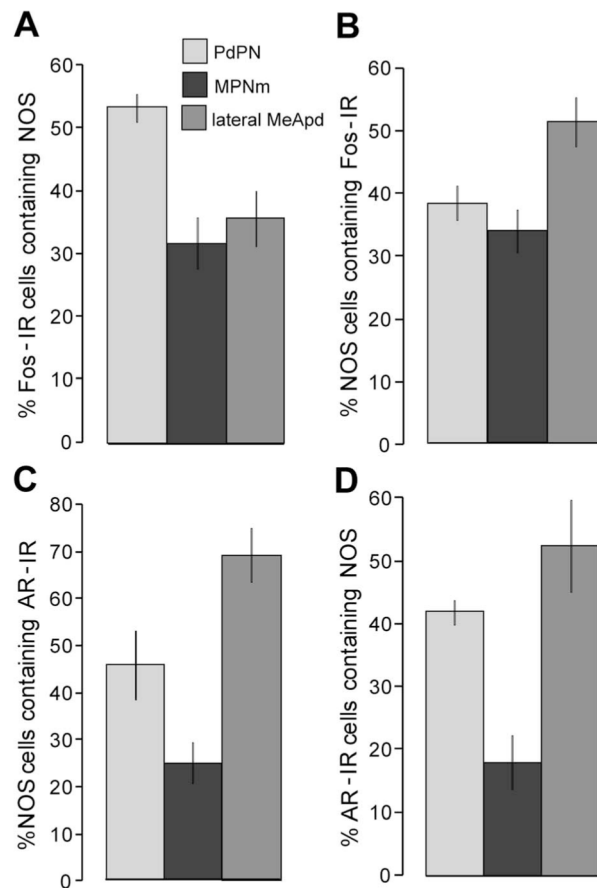 A
PdPN
MPNm
lateral MeApd
% Fos-IR cells containing NOS
60
50
40
30
20
10
0
B
% NOS cells containing Fos-IR
60
50
40
30
20
10
0
C
%NOS cells containing AR-IR
80
70
60
50
40
30
20
10
0
D
% AR-IR cells containing NOS
60
50
40
30
20
10
0